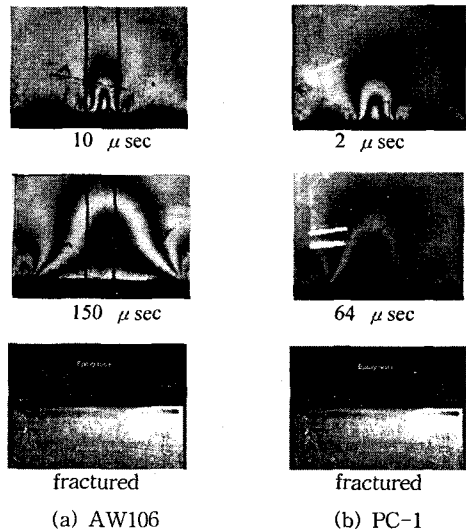 10 μ sec
2 μ sec
150 μ sec
64 μ sec
fractured
fractured
(a) AW106
(b) PC-1